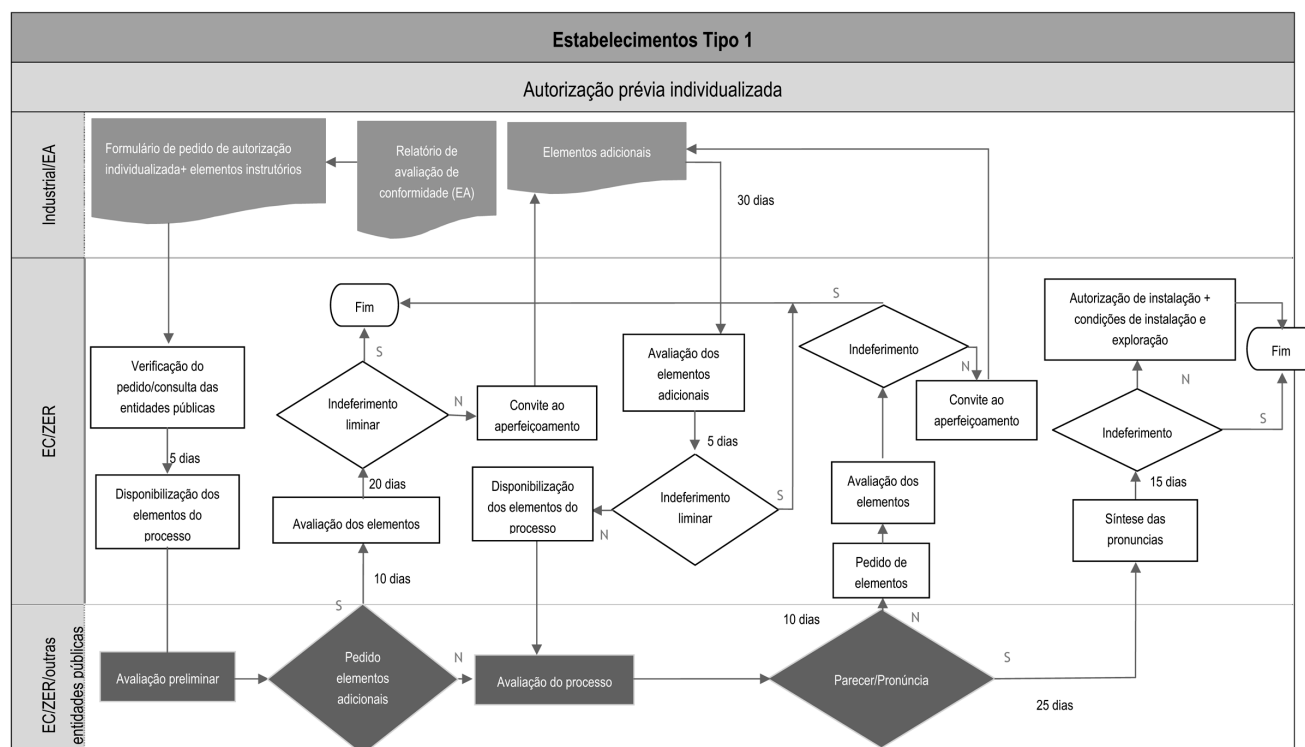 Estabelecimentos Tipo 1
Autorização prévia individualizada
Industrial/EA
Formulário de pedido de autorização
individualizada+ elementos instrutórios
Relatório de
avaliação de
conformidade (EA)
Elementos adicionais
30 dias
EC/ZER
Verificação do
pedido/consulta das
entidades públicas
5 dias
Disponibilização dos
elementos do
processo
Fim
S
Indeferimento
liminar
N
20 dias
Avaliação dos elementos
10 dias
Convite ao
aperfeiçoamento
Avaliação dos
elementos
adicionais
5 dias
Indeferimento
liminar
S
N
Disponibilização
dos elementos do
processo
S
Indeferimento
N
Convite ao
aperfeiçoamento
Avaliação dos
elementos
Pedido de
elementos
Autorização de instalação +
condições de instalação e
exploração
Fim
N
Indeferimento
S
15 dias
Síntese das
pronuncias
EC/ZER/outras
entidades públicas
Avaliação preliminar
S
Pedido
elementos
adicionais
N
Avaliação do processo
10 dias
N
Parecer/Pronúncia
S
25 dias